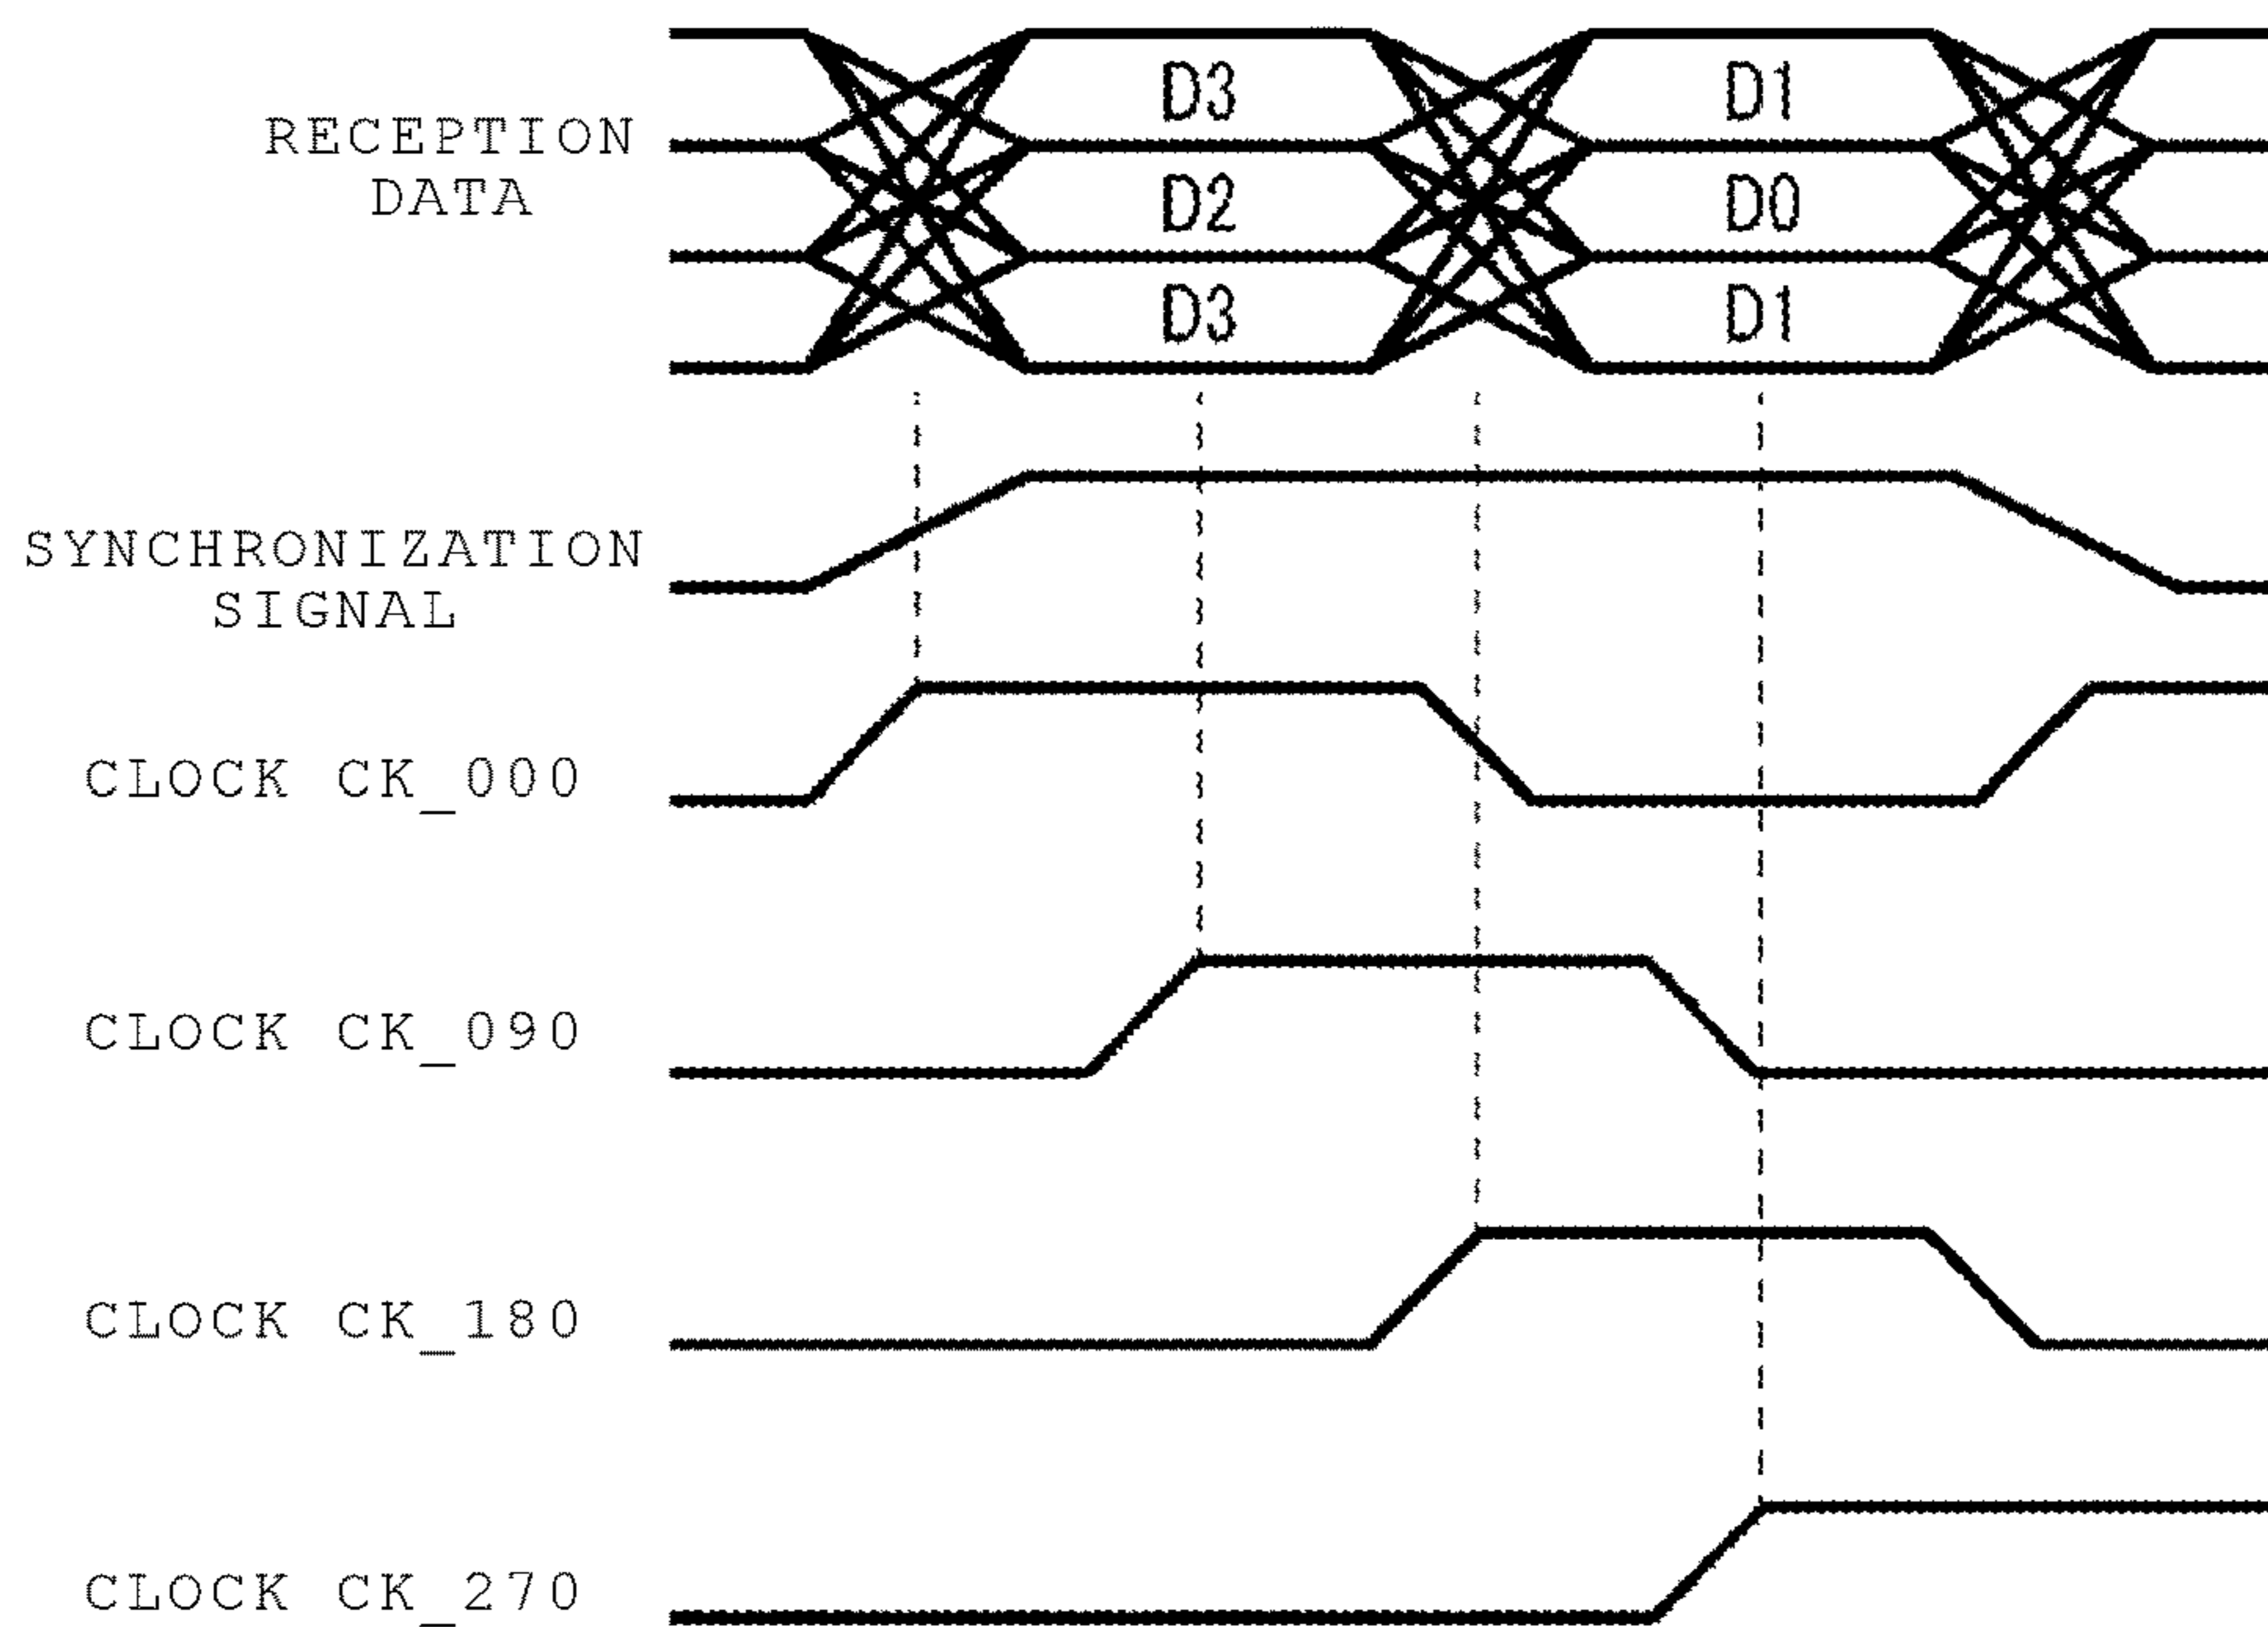 D3 D1
RECEPTION
DATA
D2 D0
D3 D1
SYNCHRONIZATION
SIGNAL
CLOCK CK_000
CLOCK CK_090
CLOCK CK_180
CLOCK CK_270